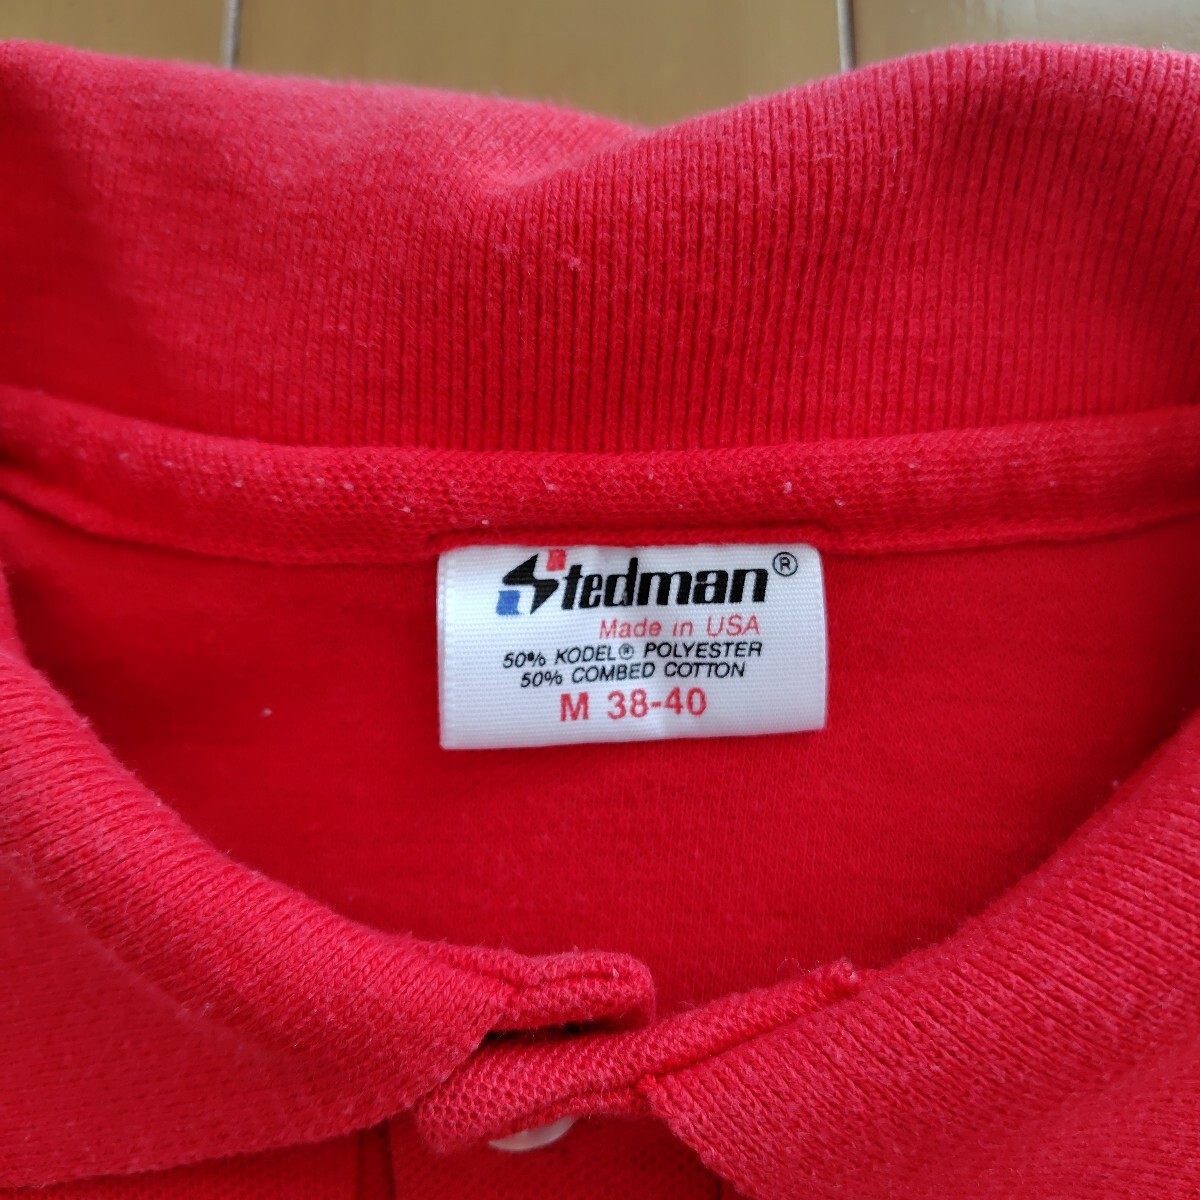 Stedman®
Made in USA
50% KODEL® POLYESTER
50% COMBED COTTON
M 38-40